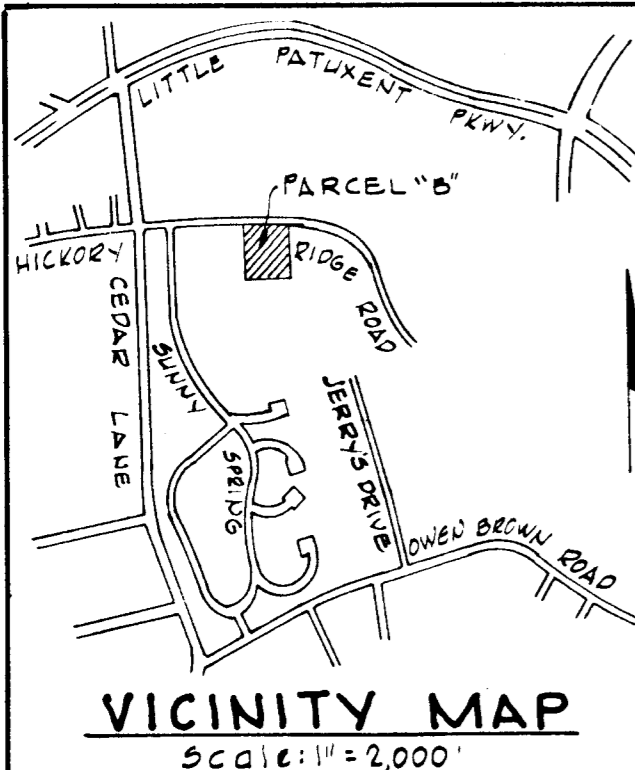 LITTLE PATUXENT PKWY.
PARCEL "B"
HICKORY RIDGE ROAD
CEDAR LANE
SUNNY SPRING
JERRY'S DRIVE
OWEN BROWN ROAD
VICINITY MAP
Scale: 1" = 2,000'